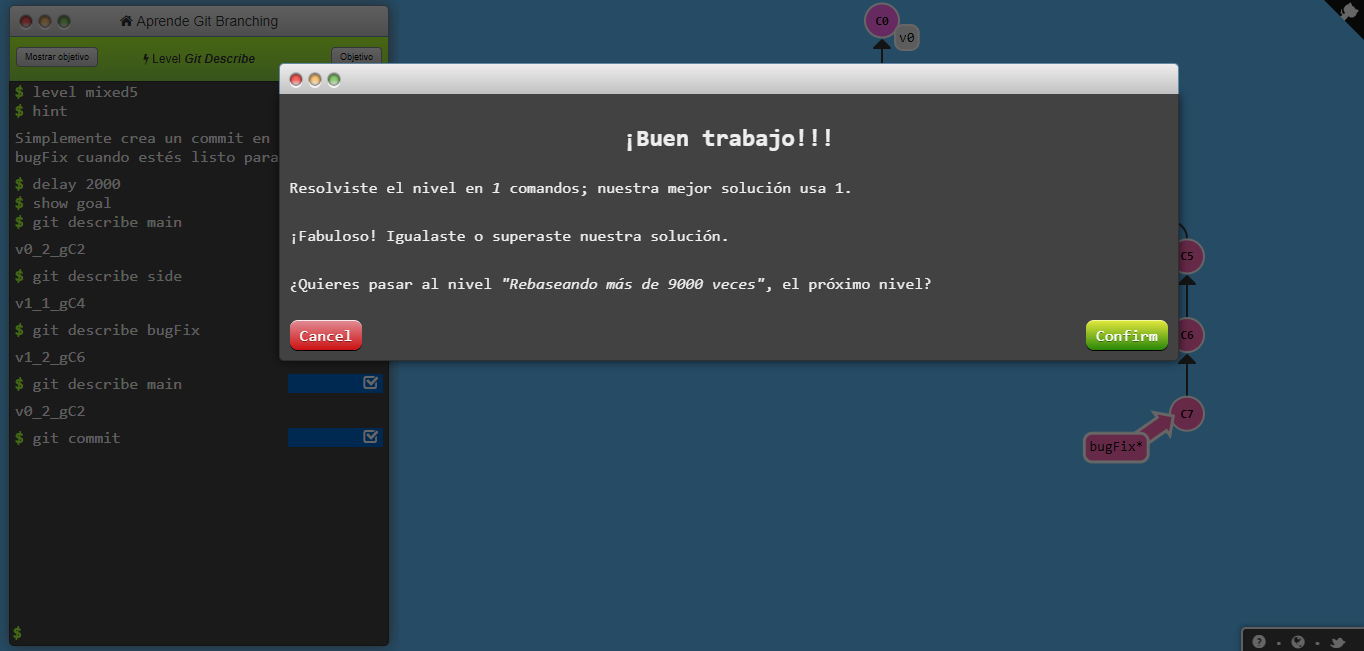 Aprende Git Branching
Mostrar objetivo
Level Git Describe
Objetivo
$ level mixed5
$ hint
Simplemente crea un commit en
bugFix cuando estés listo para
$ delay 2000
$ show goal
$ git describe main
v0_2_gC2
$ git describe side
v1_1_gC4
$ git describe bugFix
v1_2_gC6
$ git describe main
v0_2_gC2
$ git commit
$
¡Buen trabajo!!!
Resolviste el nivel en 1 comandos; nuestra mejor solución usa 1.
¡Fabuloso! Igualaste o superaste nuestra solución.
¿Quieres pasar al nivel "Rebaseando más de 9000 veces", el próximo nivel?
Cancel
Confirm
C0
v0
C5
C6
C7
bugFix*